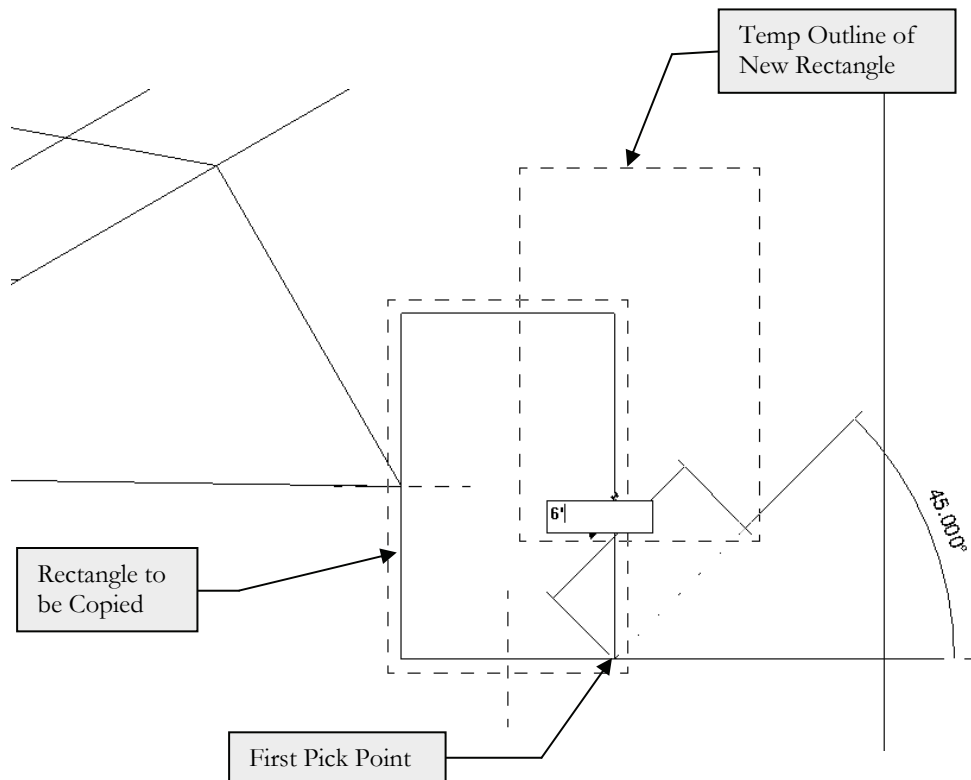 Temp Outline of
New Rectangle
6'
45.000°
Rectangle to
be Copied
First Pick Point